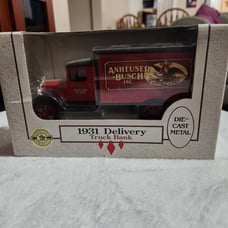 ANHEUSER
BUSCH
INC.
1931 Delivery
Truck Bank
DIE-
CAST
METAL